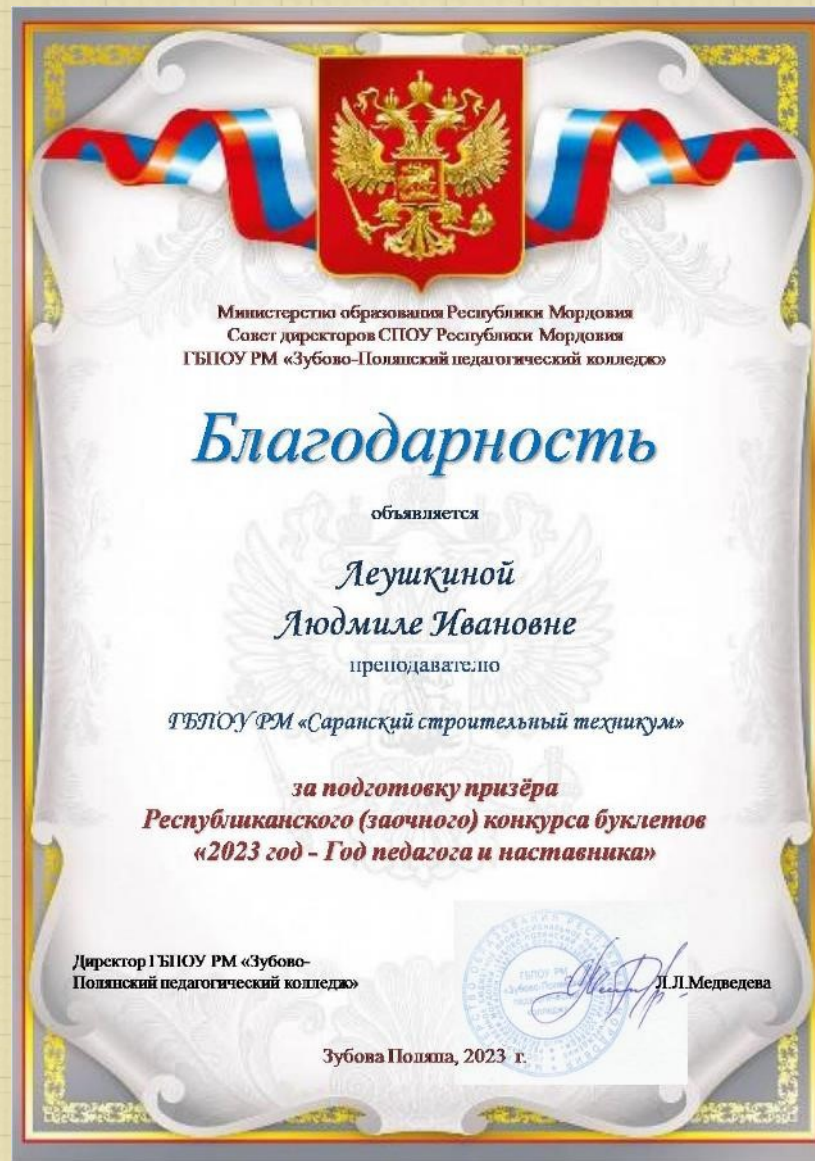 Министерство образования Республики Мордовия
Совет директоров СПОУ Республики Мордовия
ГБПОУ РМ «Зубово-Полянский педагогический колледж»
Благодарность
объявляется
Леушкиной
Людмиле Ивановне
преподавателю
ГБПОУ РМ «Саранский строительный техникум»
за подготовку призёра
Республиканского (заочного) конкурса буклетов
«2023 год - Год педагога и наставника»
Директор ГБПОУ РМ «Зубово-
Полянский педагогический колледж»
Л.Л.Медведева
Зубова Поляна, 2023 г.